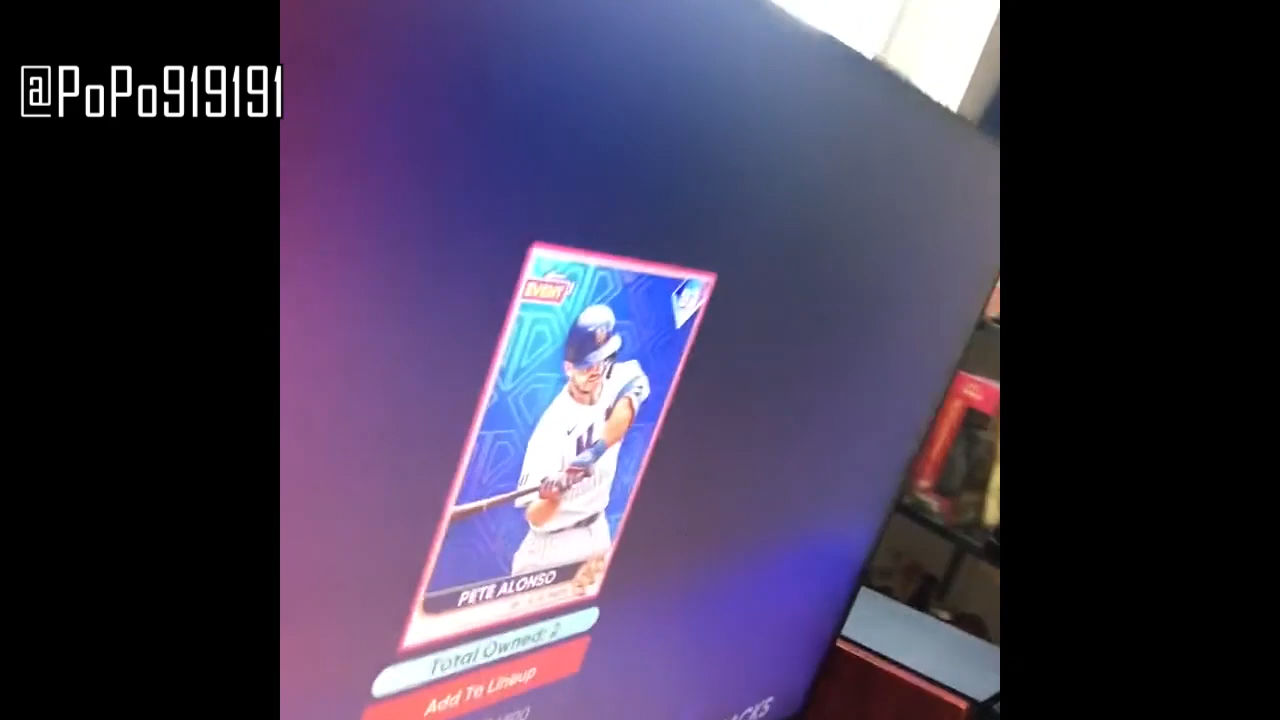 @PoPo919191
EVENT
PETE ALONSO
Total Owned: 2
Add To Lineup